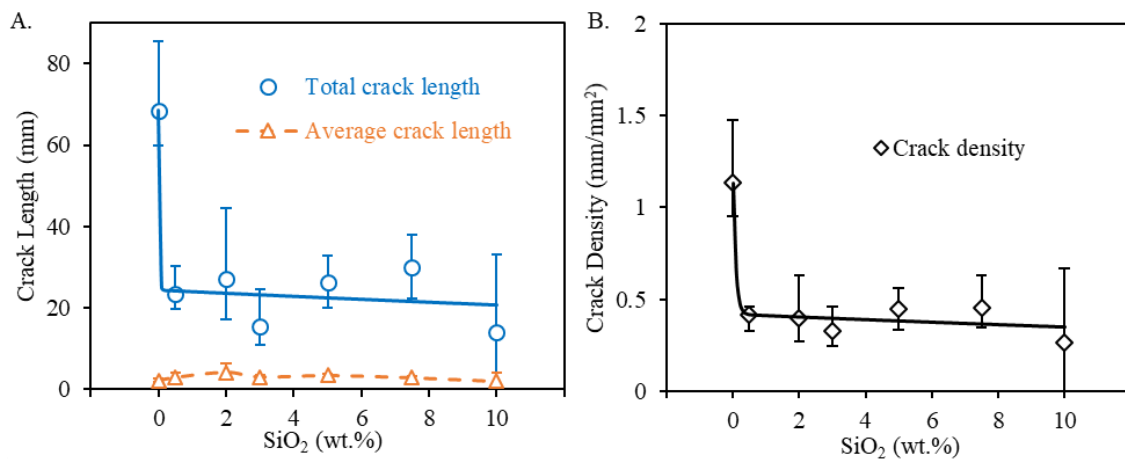 A.
80
60
40
20
0
Crack Length (mm)
Total crack length
Average crack length
0 2 4 6 8 10
SiO₂ (wt.%)
B.
2
1.5
1
0.5
0
Crack Density (mm/mm²)
Crack density
0 2 4 6 8 10
SiO₂ (wt.%)